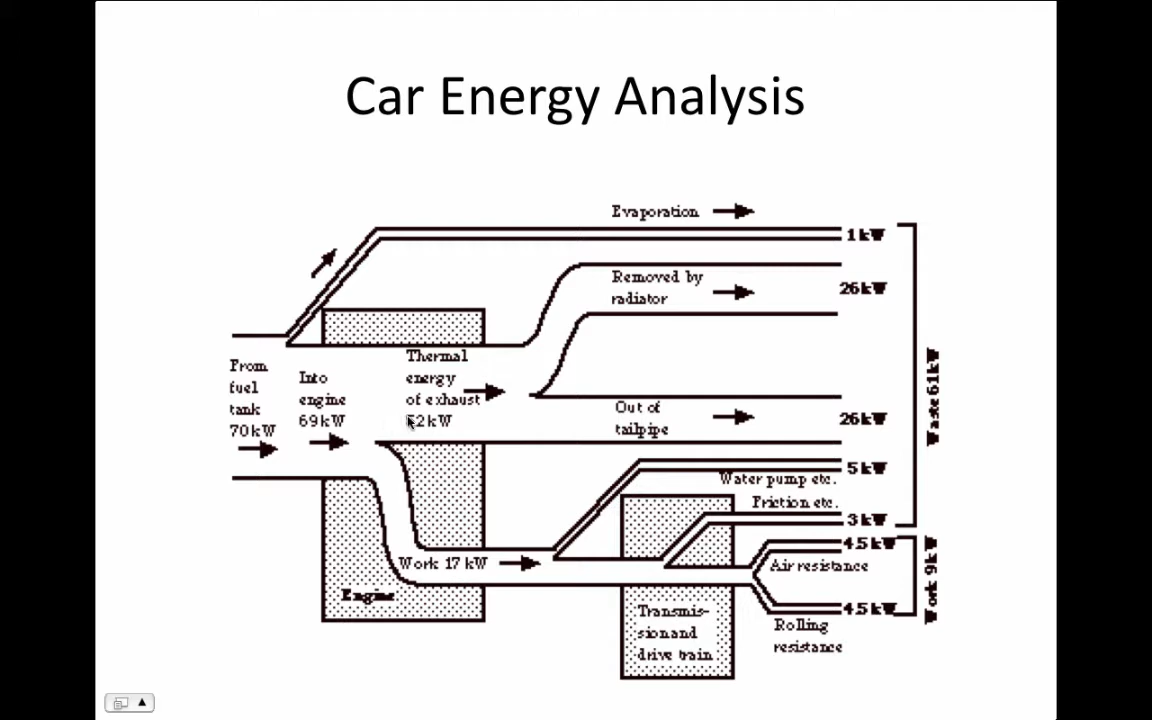 Car Energy Analysis
Evaporation
1 kW
Removed by
radiator
26 kW
From
fuel
tank
70 kW
Into
engine
69 kW
Thermal
energy
of exhaust
52 kW
Out of
tailpipe
26 kW
5 kW
Water pump etc.
Friction etc.
3 kW
Waste 61 kW
Work 17 kW
Engine
Transmis-
sion and
drive train
4.5 kW
Air resistance
4.5 kW
Rolling
resistance
Work 9 kW